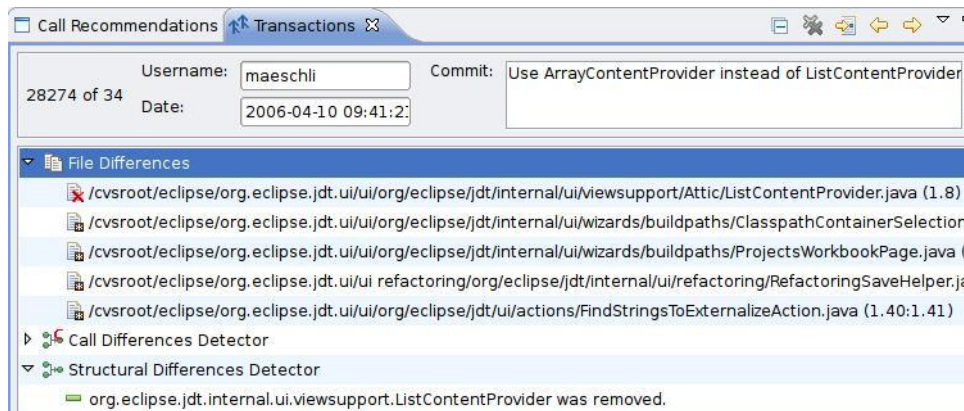 Call Recommendations Transactions
Username: maeschli Commit: Use ArrayContentProvider instead of ListContentProvider
28274 of 34
Date: 2006-04-10 09:41:2
File Differences
/cvsroot/eclipse/org.eclipse.jdt.ui/ui/org/eclipse/jdt/internal/ui/viewsupport/Attic/ListContentProvider.java (1.8)
/cvsroot/eclipse/org.eclipse.jdt.ui/ui/org/eclipse/jdt/internal/ui/wizards/buildpaths/ClasspathContainerSelection
/cvsroot/eclipse/org.eclipse.jdt.ui/ui/org/eclipse/jdt/internal/ui/wizards/buildpaths/ProjectsWorkbookPage.java (
/cvsroot/eclipse/org.eclipse.jdt.ui/ui refactoring/org/eclipse/jdt/internal/ui/refactoring/RefactoringSaveHelper.ja
/cvsroot/eclipse/org.eclipse.jdt.ui/ui/org/eclipse/jdt/ui/actions/FindStringsToExternalizeAction.java (1.40:1.41)
Call Differences Detector
Structural Differences Detector
org.eclipse.jdt.internal.ui.viewsupport.ListContentProvider was removed.